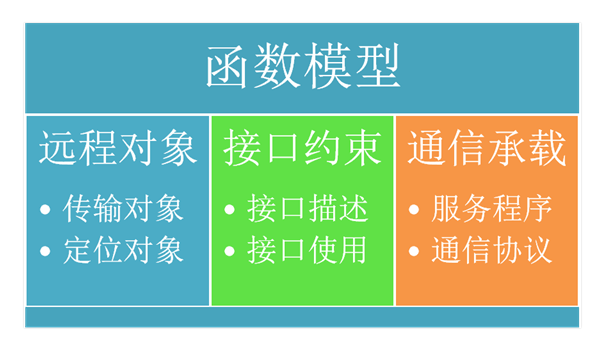 函数模型
远程对象
• 传输对象
• 定位对象
接口约束
• 接口描述
• 接口使用
通信承载
• 服务程序
• 通信协议